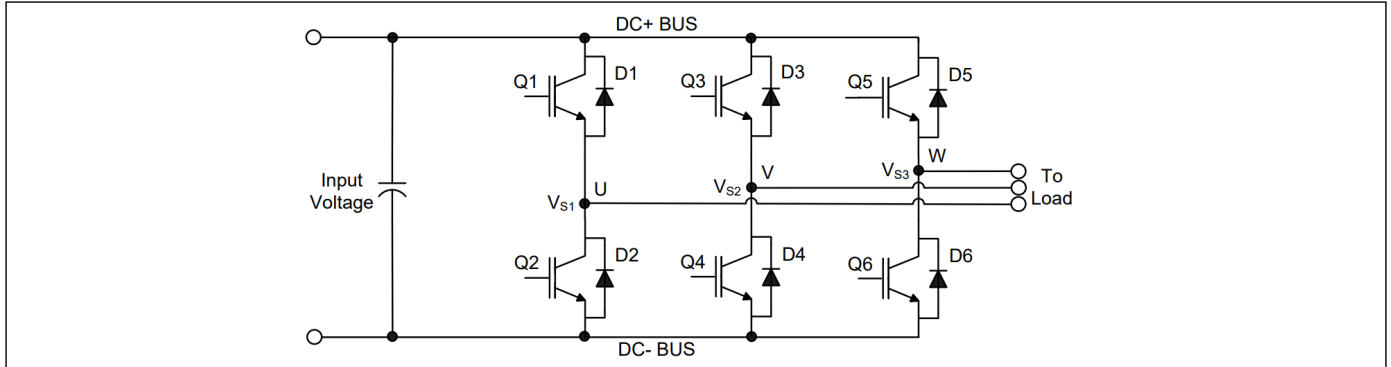 DC+ BUS
Q1
D1
Q3
D3
Q5
D5
Input
Voltage
VS1
U
VS2
V
VS3
W
To
Load
Q2
D2
Q4
D4
Q6
D6
DC- BUS